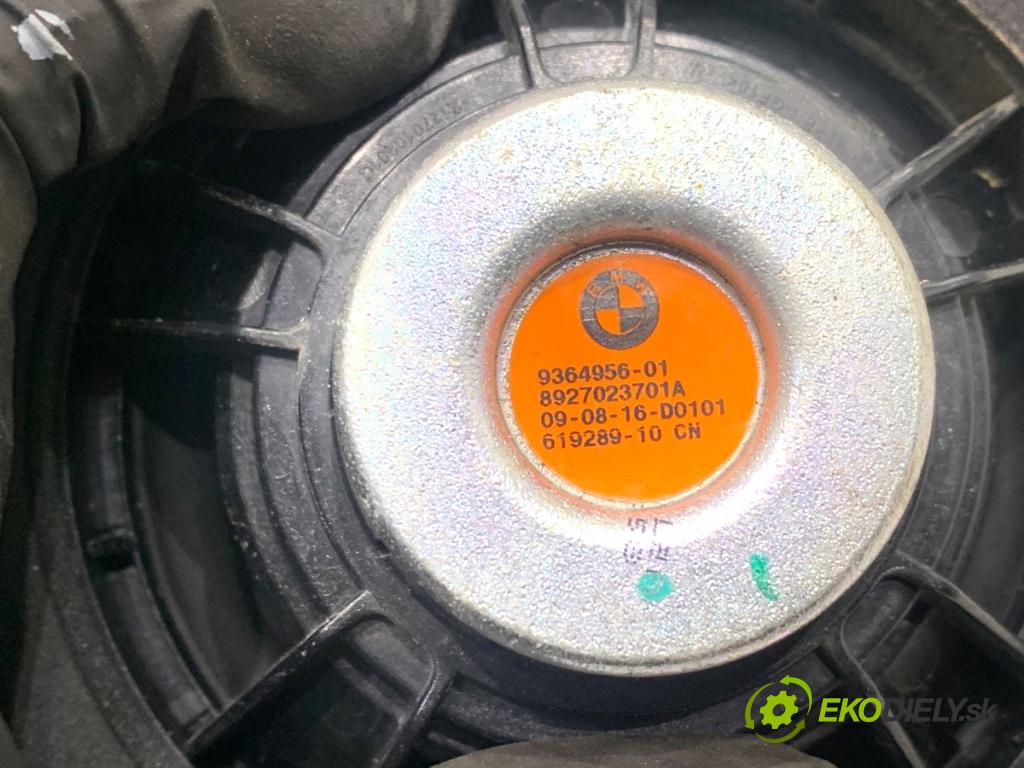 BMW
9364956-01
8927023701A
09-08-16-D0101
619289-10 CN
EKODIELY.sk